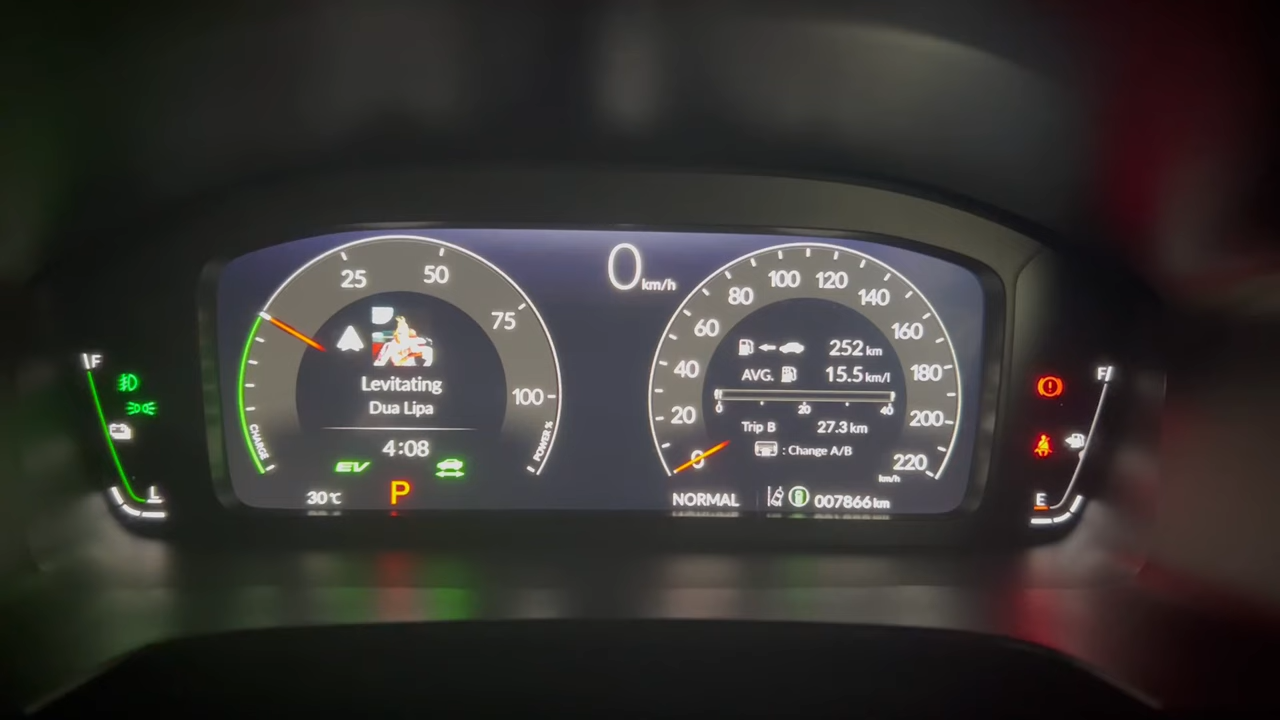 0 km/h
25
50
75
100
CHARGE
POWER %
Levitating
Dua Lipa
4:08
EV
30°C
P
0
20
40
60
80
100
120
140
160
180
200
220
km/h
252 km
AVG. 15.5 km/l
0 20 40
Trip B 27.3 km
: Change A/B
NORMAL
007866 km
F
L
F
E